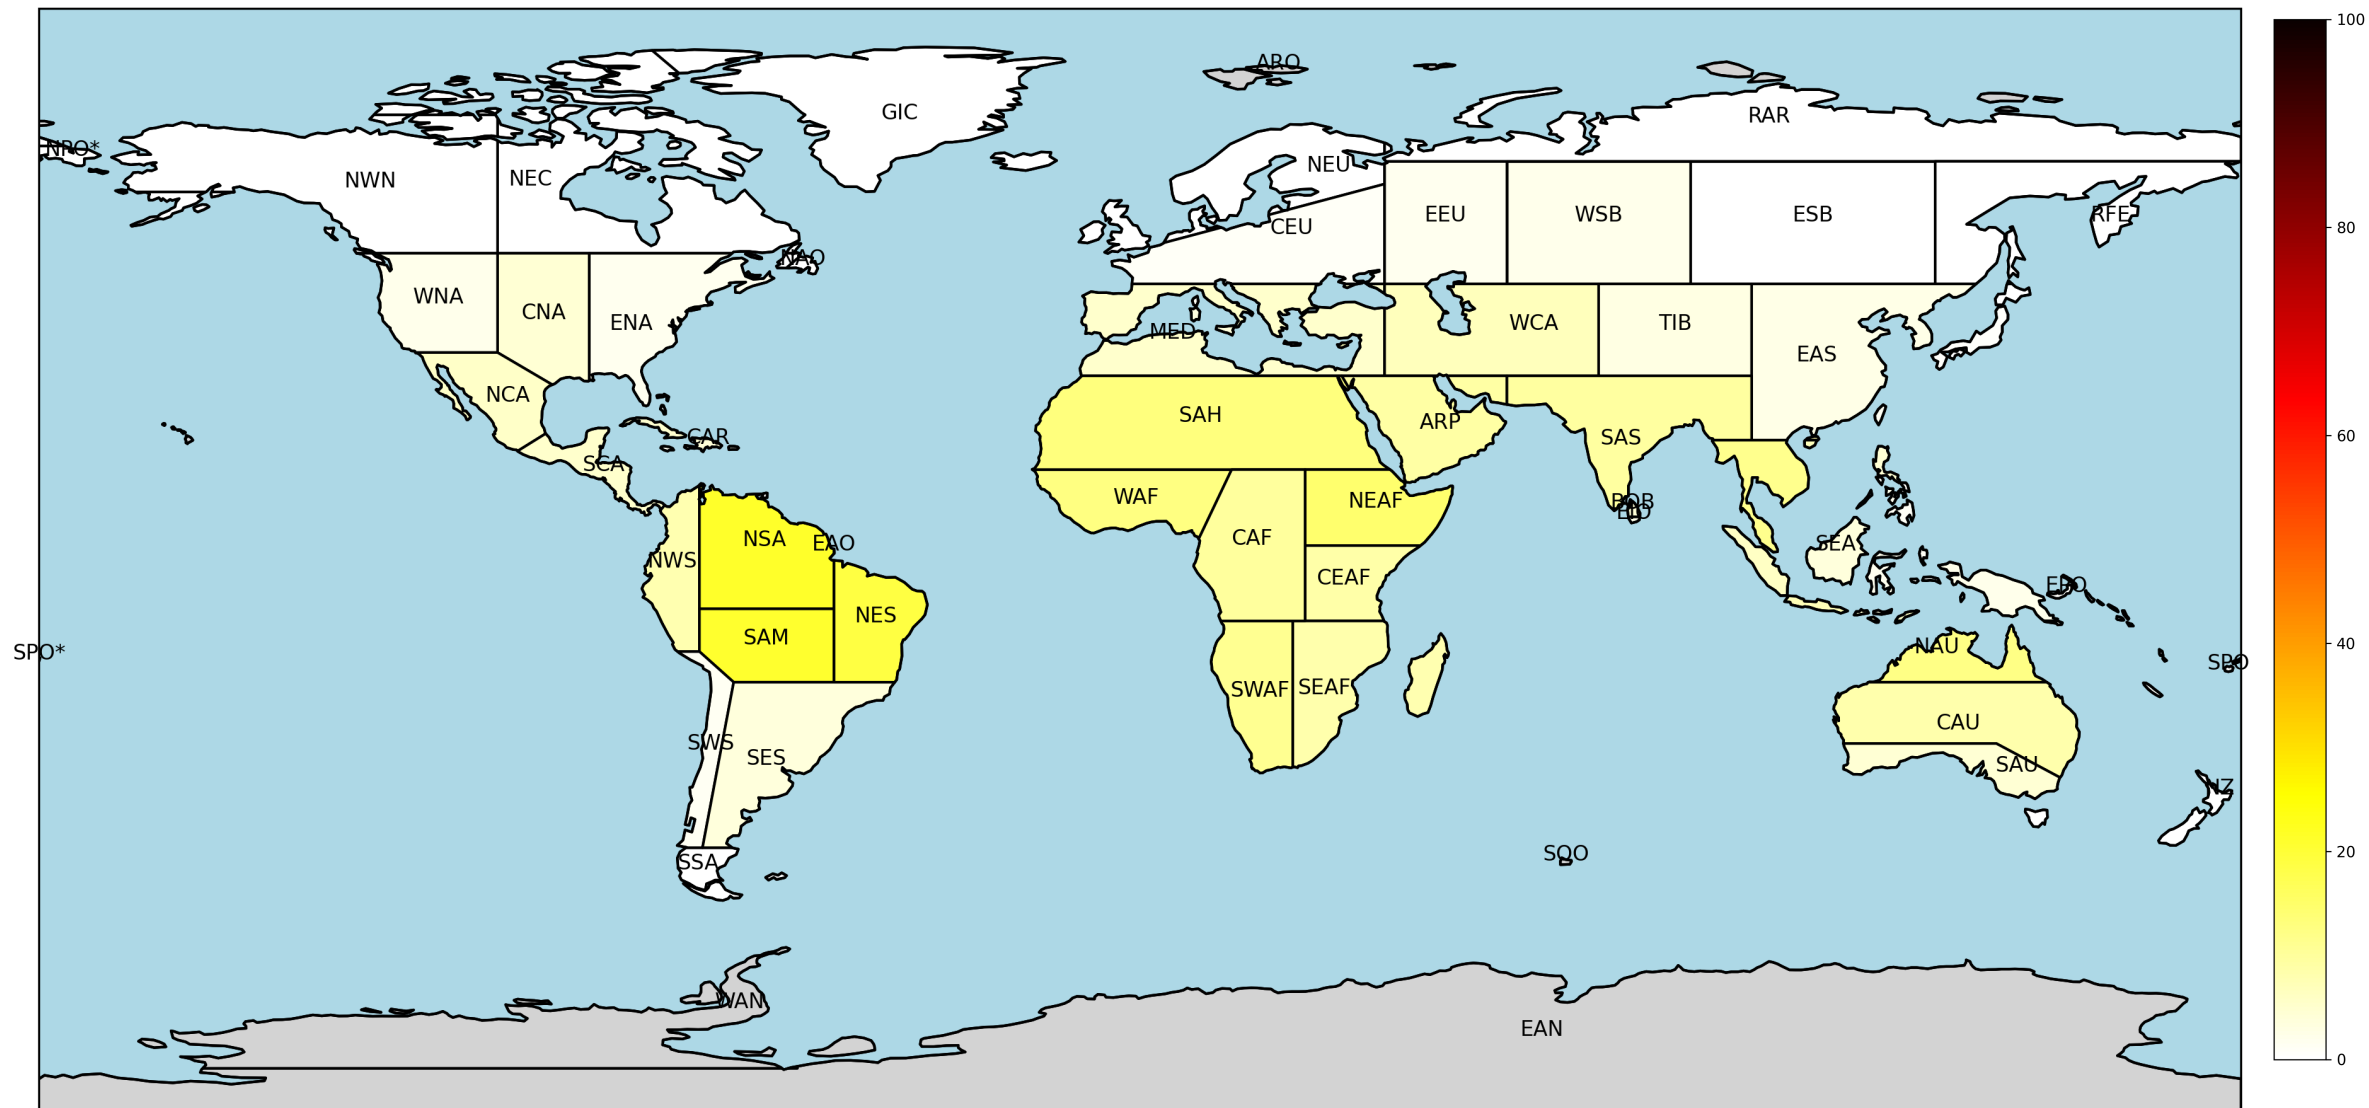 ARO
GIC
RAR
NPO*
NWN
NEC
NEU
EEU
WSB
ESB
RFE
CEU
NAO
WNA
CNA
ENA
MED
WCA
TIB
EAS
NCA
SAH
ARP
SAS
CAR
SCA
WAF
NEAF
BOB
EIO
NSA
EAO
CAF
SEA
NWS
CEAF
EPO
NES
SAM
NAU
SPO*
SPO
SWAF
SEAF
CAU
SWS
SES
SAU
NZ
SOO
SSA
WAN
EAN
100
80
60
40
20
0